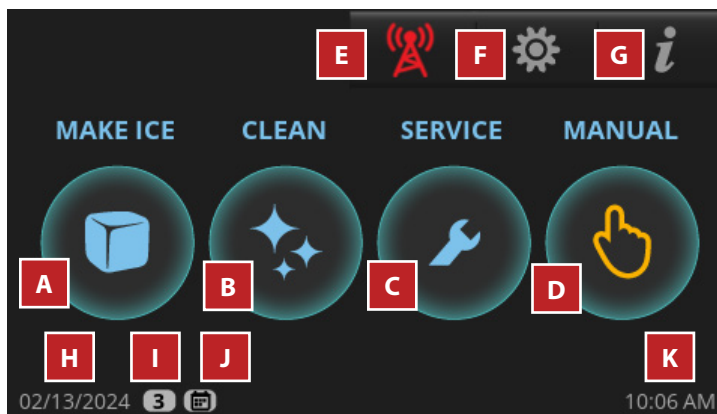 E F G
MAKE ICE CLEAN SERVICE MANUAL
A B C D
H I J K
02/13/2024 3 10:06 AM